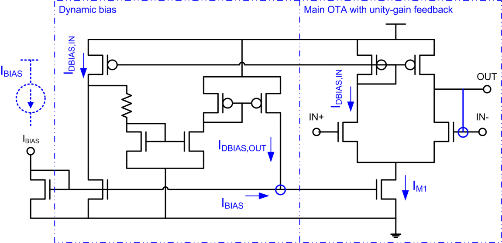 Dynamic bias
Main OTA with unity-gain feedback
IBIAS
IDBIAS,IN
IDBIAS,IN
OUT
IN+
IN-
IBIAS
IDBIAS,OUT
IBIAS
IM1